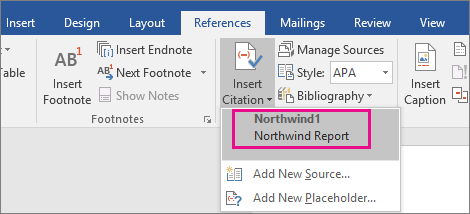 Insert Design Layout References Mailings Review View
Table
AB¹
Insert Footnote
Insert Endnote
Next Footnote
Show Notes
Footnotes
Insert Citation
Manage Sources
Style: APA
Bibliography
Insert Caption
Northwind1
Northwind Report
Add New Source...
Add New Placeholder...